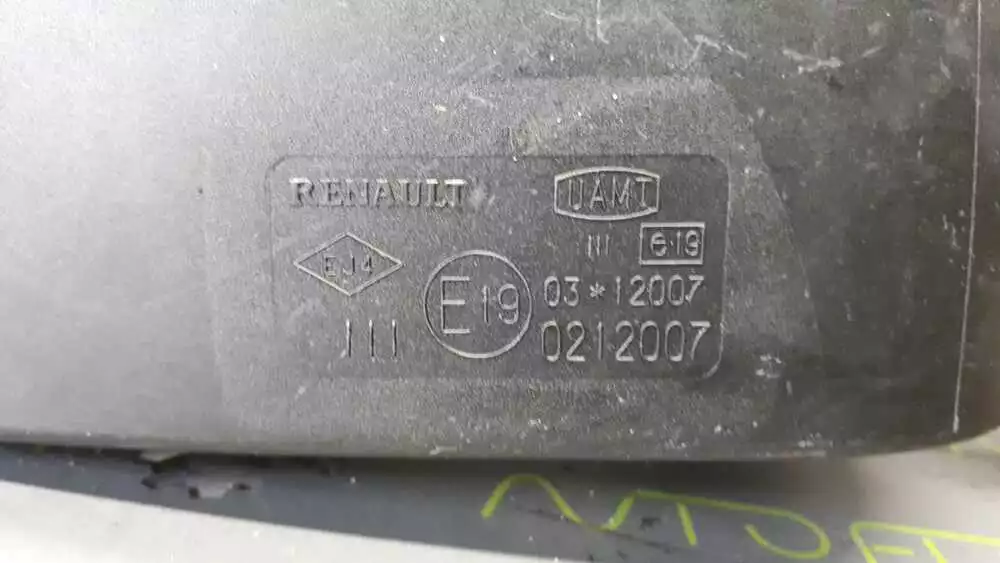 RENAULT
UAMT
III e19
EJ4
E19 03*12007
III 0212007